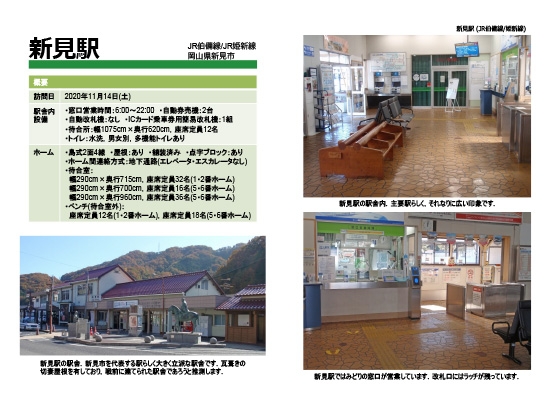 新見駅 (JR伯備線/姫新線)
新見駅
JR伯備線/JR姫新線
岡山県新見市
概要
訪問日
2020年11月14日(土)
駅舎内
設備
・窓口営業時間:6:00~22:00 ・自動券売機:2台
・自動改札機:なし ・ICカード乗車券用簡易改札機:1組
・待合所:幅1075cm×奥行620cm, 座席定員12名
・トイレ:水洗, 男女別, 多機能トイレあり
ホーム
・島式2面4線 ・屋根:あり ・舗装済み ・点字ブロック:あり
・ホーム間連絡方式:地下通路(エレベータ・エスカレータなし)
・待合室:
幅290cm×奥行715cm, 座席定員32名(1・2番ホーム)
幅290cm×奥行700cm, 座席定員16名(5・6番ホーム)
幅290cm×奥行960cm, 座席定員36名(5・6番ホーム)
・ベンチ(待合室外):
座席定員12名(1・2番ホーム), 座席定員18名(5・6番ホーム)
新見駅の駅舎. 新見市を代表する駅らしく大きく立派な駅舎です. 瓦葺きの
切妻屋根を有しており, 戦前に建てられた駅舎であろうと推測します.
新見駅の駅舎内. 主要駅らしく, それなりに広い印象です.
新見駅ではみどりの窓口が営業しています. 改札口にはラッチが残っています.